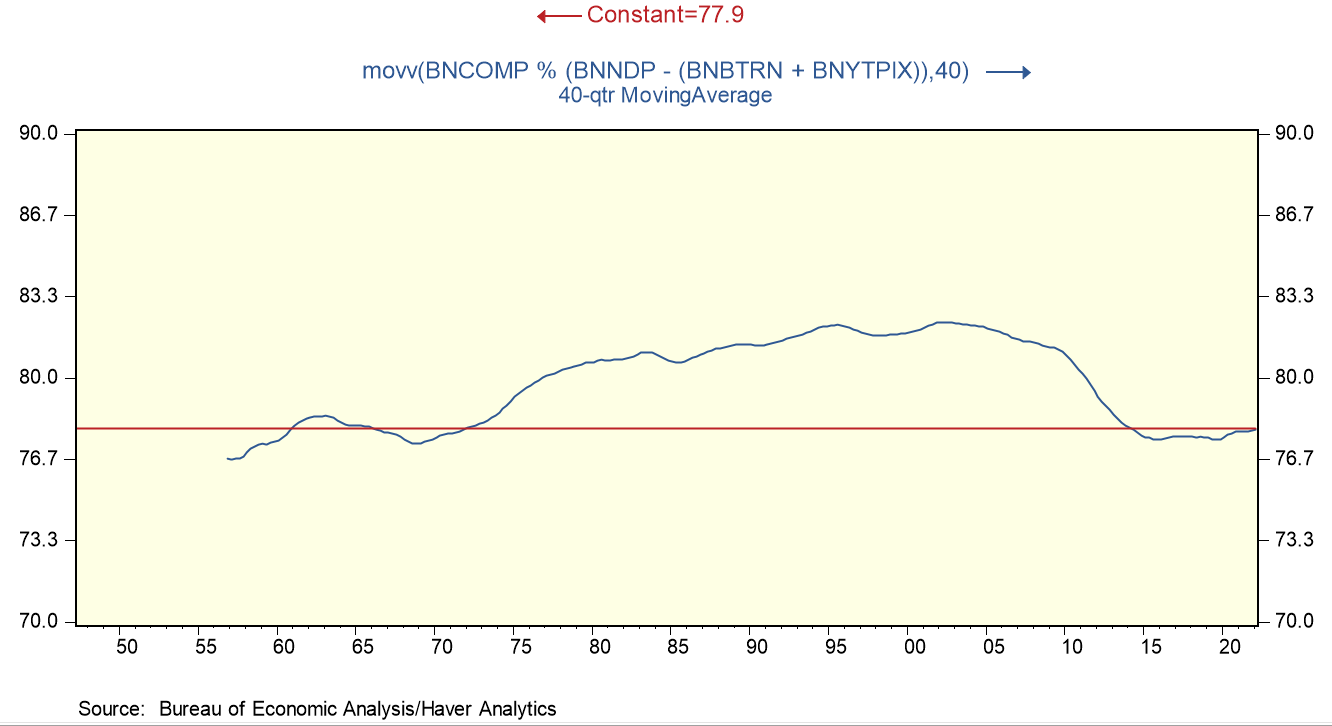 Constant=77.9
movv(BNCOMP % (BNNDP - (BNBTRN + BNYTPIX)),40)
40-qtr MovingAverage
90.0 90.0
86.7 86.7
83.3 83.3
80.0 80.0
76.7 76.7
73.3 73.3
70.0 70.0
50 55 60 65 70 75 80 85 90 95 00 05 10 15 20
Source: Bureau of Economic Analysis/Haver Analytics